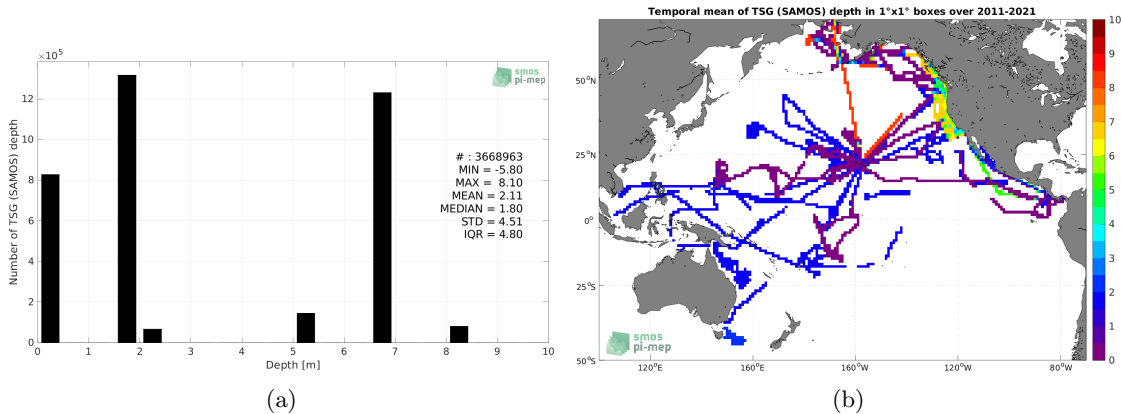 ×10⁵
12
10
8
6
4
2
0
Number of TSG (SAMOS) depth
0 1 2 3 4 5 6 7 8 9 10
Depth [m]
smos
pi-mep
# : 3668963
MIN = -5.80
MAX = 8.10
MEAN = 2.11
MEDIAN = 1.80
STD = 4.51
IQR = 4.80
(a)
Temporal mean of TSG (SAMOS) depth in 1°x1° boxes over 2011-2021
50°N
25°N
0°
25°S
50°S
120°E 160°E 160°W 120°W 80°W
smos
pi-mep
10
9
8
7
6
5
4
3
2
1
0
(b)